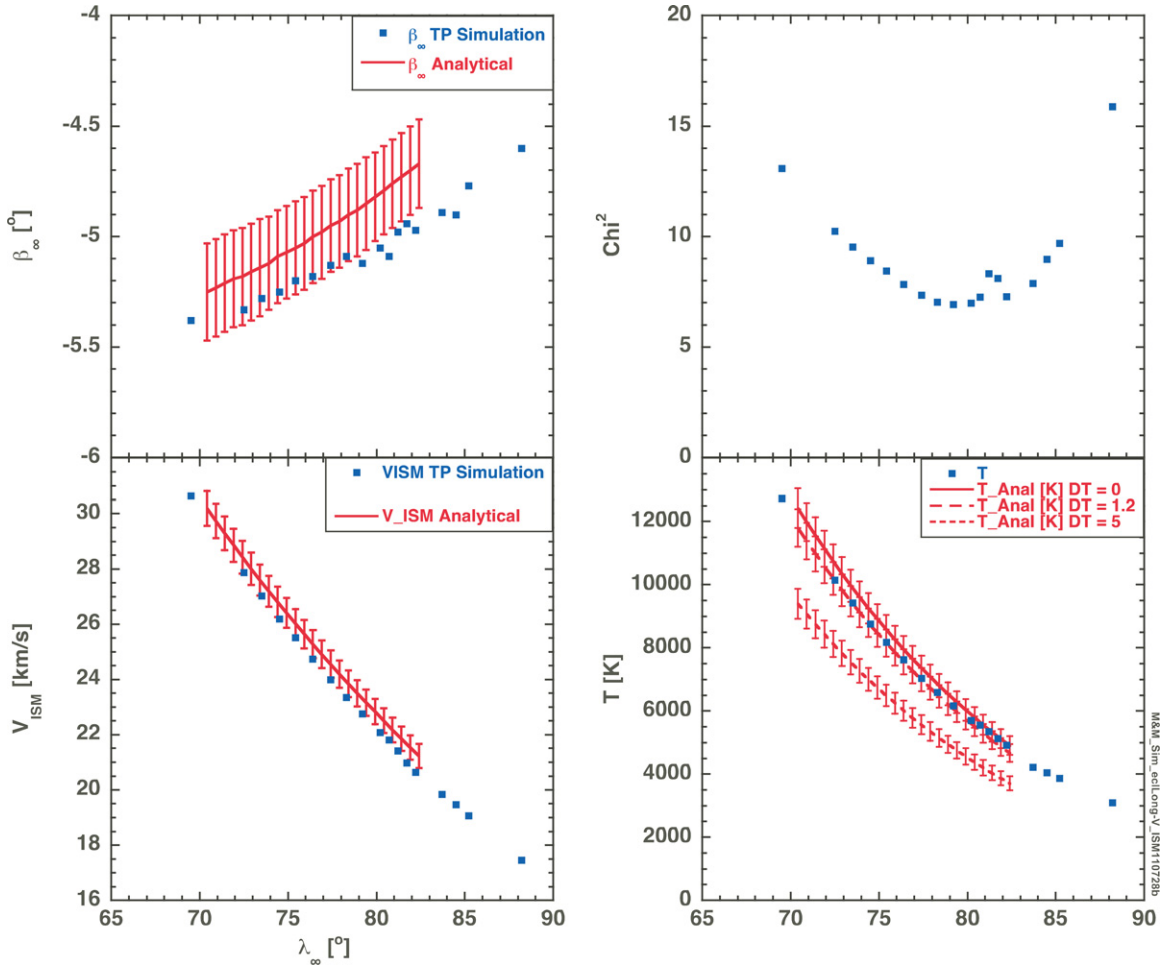 -4
β∞ TP Simulation
β∞ Analytical
-4.5
-5
-5.5
-6
β∞ [º]
20
15
10
5
0
Chi²
VISM TP Simulation
V_ISM Analytical
30
28
26
24
22
20
18
16
V_ISM [km/s]
65 70 75 80 85 90
λ∞ [º]
T
T_Anal [K] DT = 0
T_Anal [K] DT = 1.2
T_Anal [K] DT = 5
12000
10000
8000
6000
4000
2000
0
T [K]
65 70 75 80 85 90
M&M_Sim_eclLong-V_ISM110728b